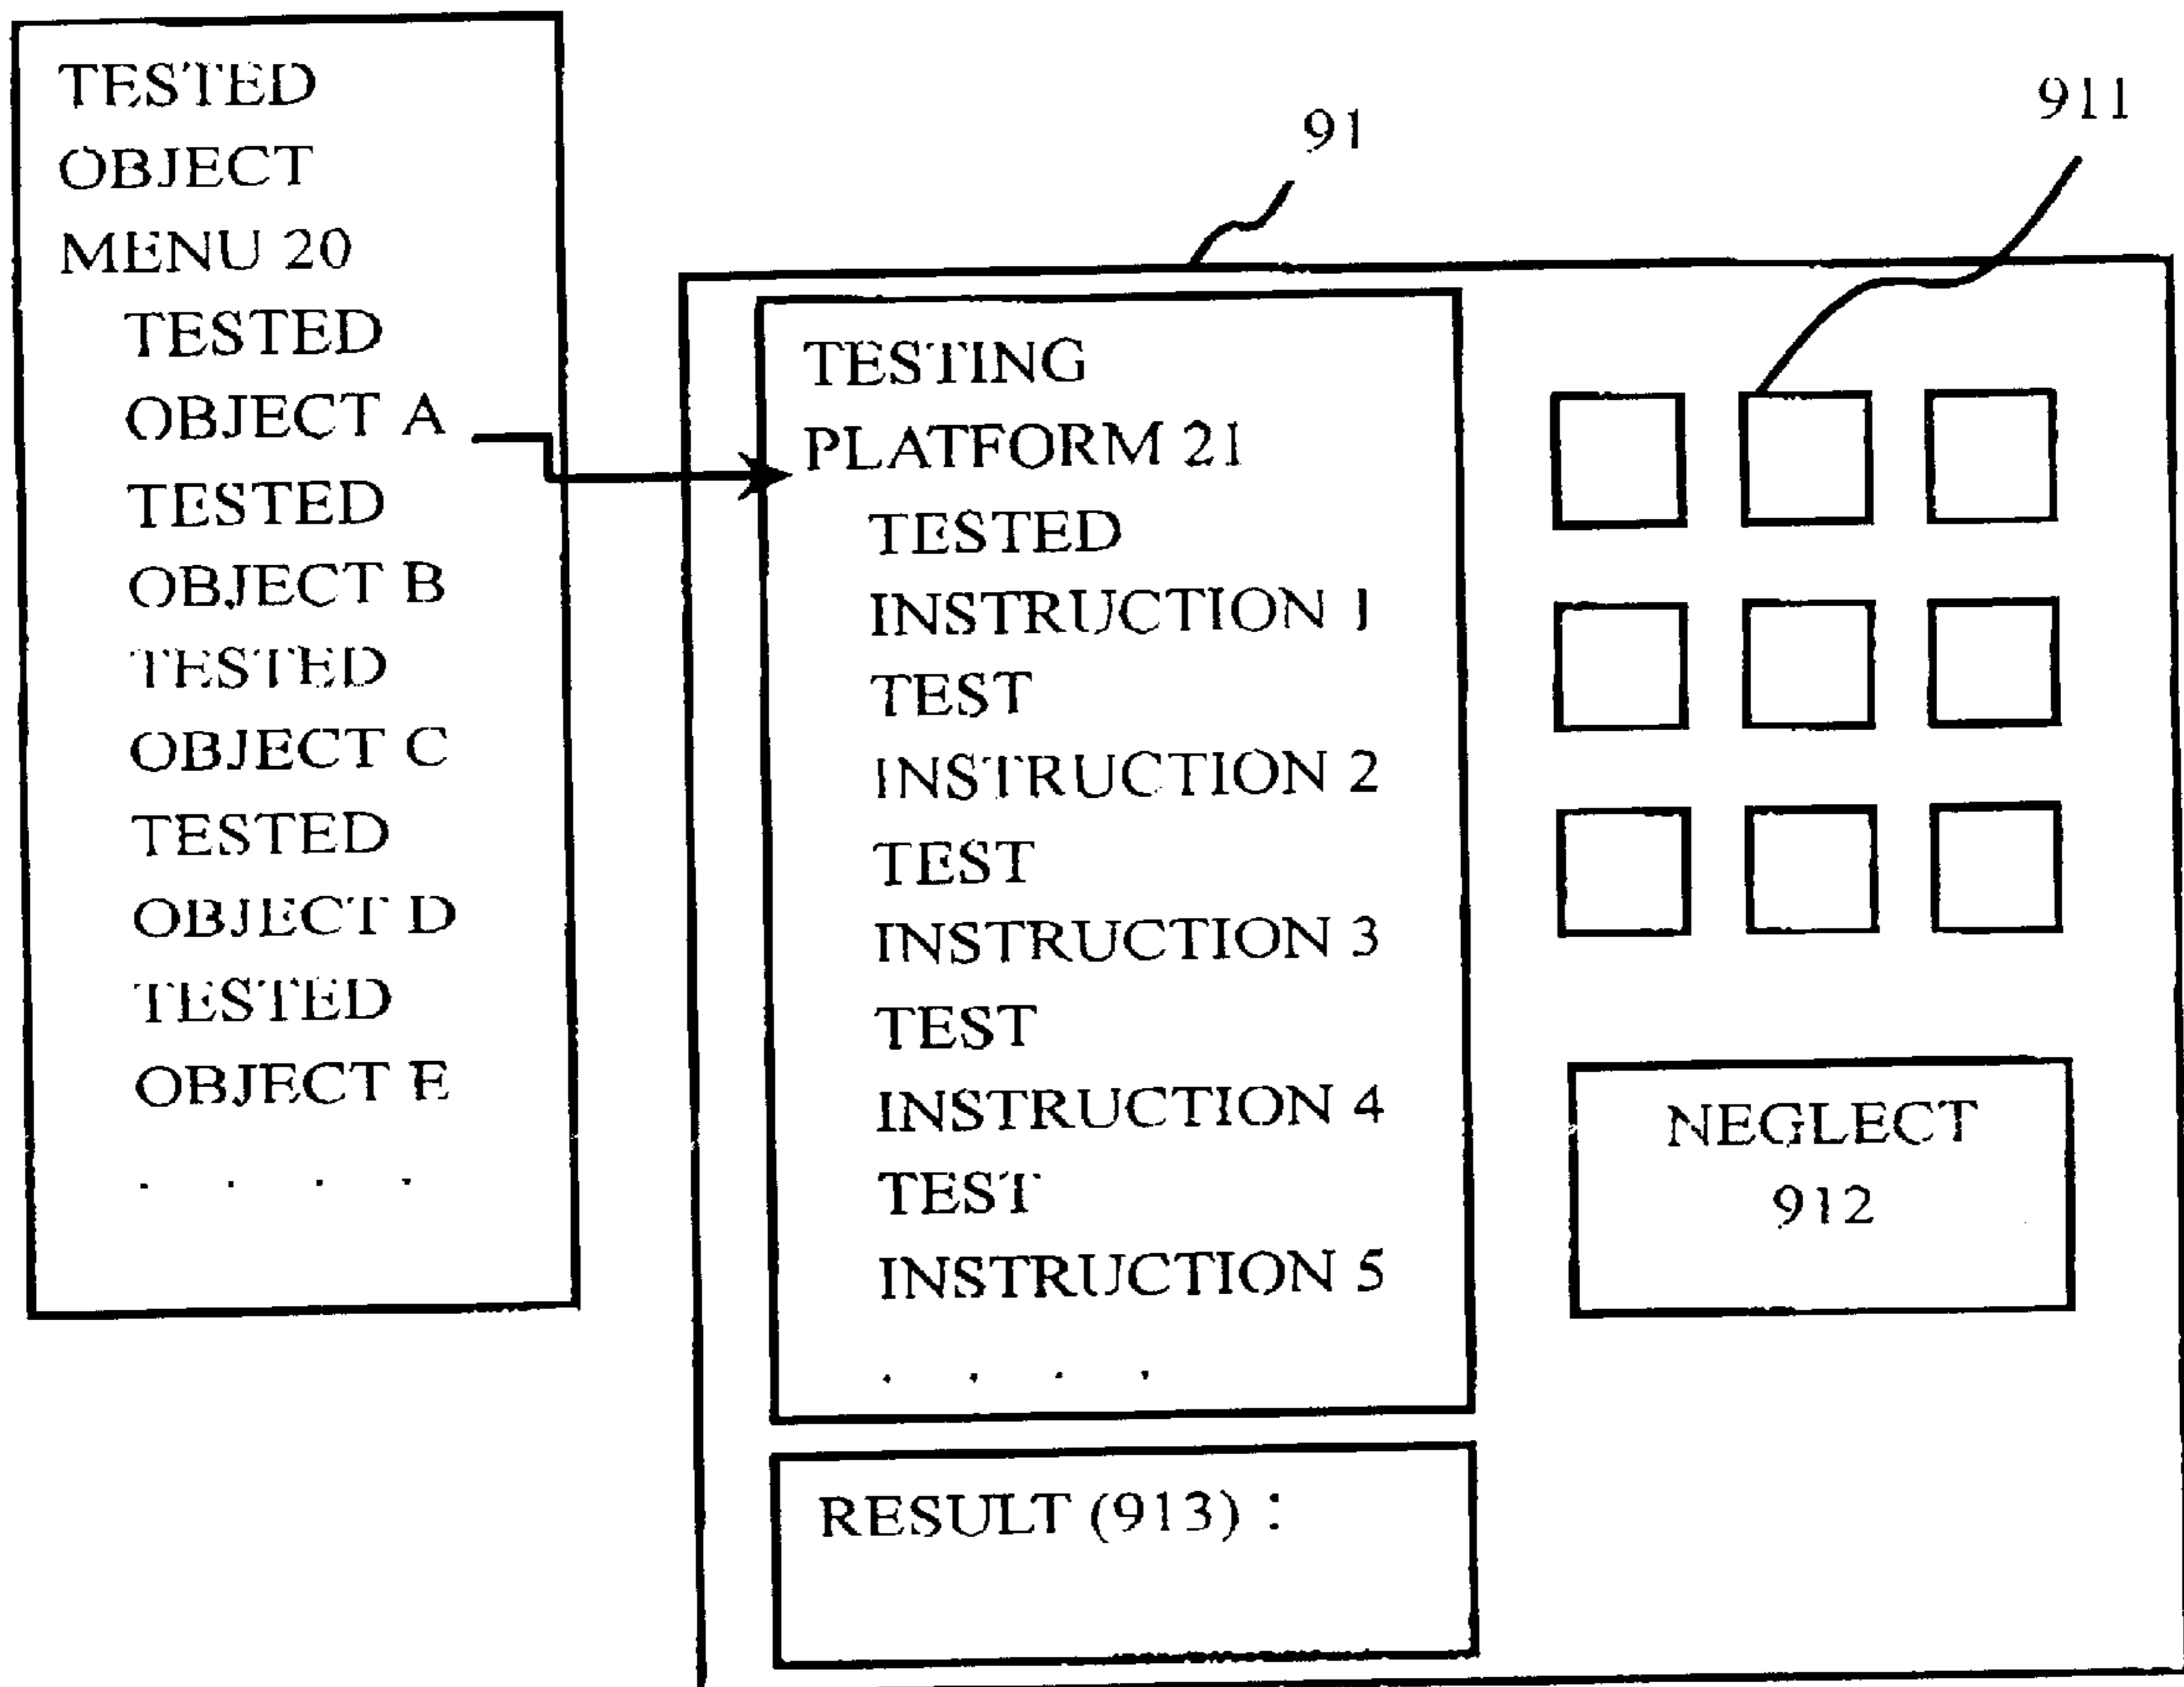 TESTED
OBJECT
MENU 20
TESTED
OBJECT A
TESTED
OBJECT B
TESTED
OBJECT C
TESTED
OBJECT D
TESTED
OBJECT E
. . . .
91
911
TESTING
PLATFORM 21
TESTED
INSTRUCTION 1
TEST
INSTRUCTION 2
TEST
INSTRUCTION 3
TEST
INSTRUCTION 4
TEST
INSTRUCTION 5
. . . .
NEGLECT
912
RESULT (913) :